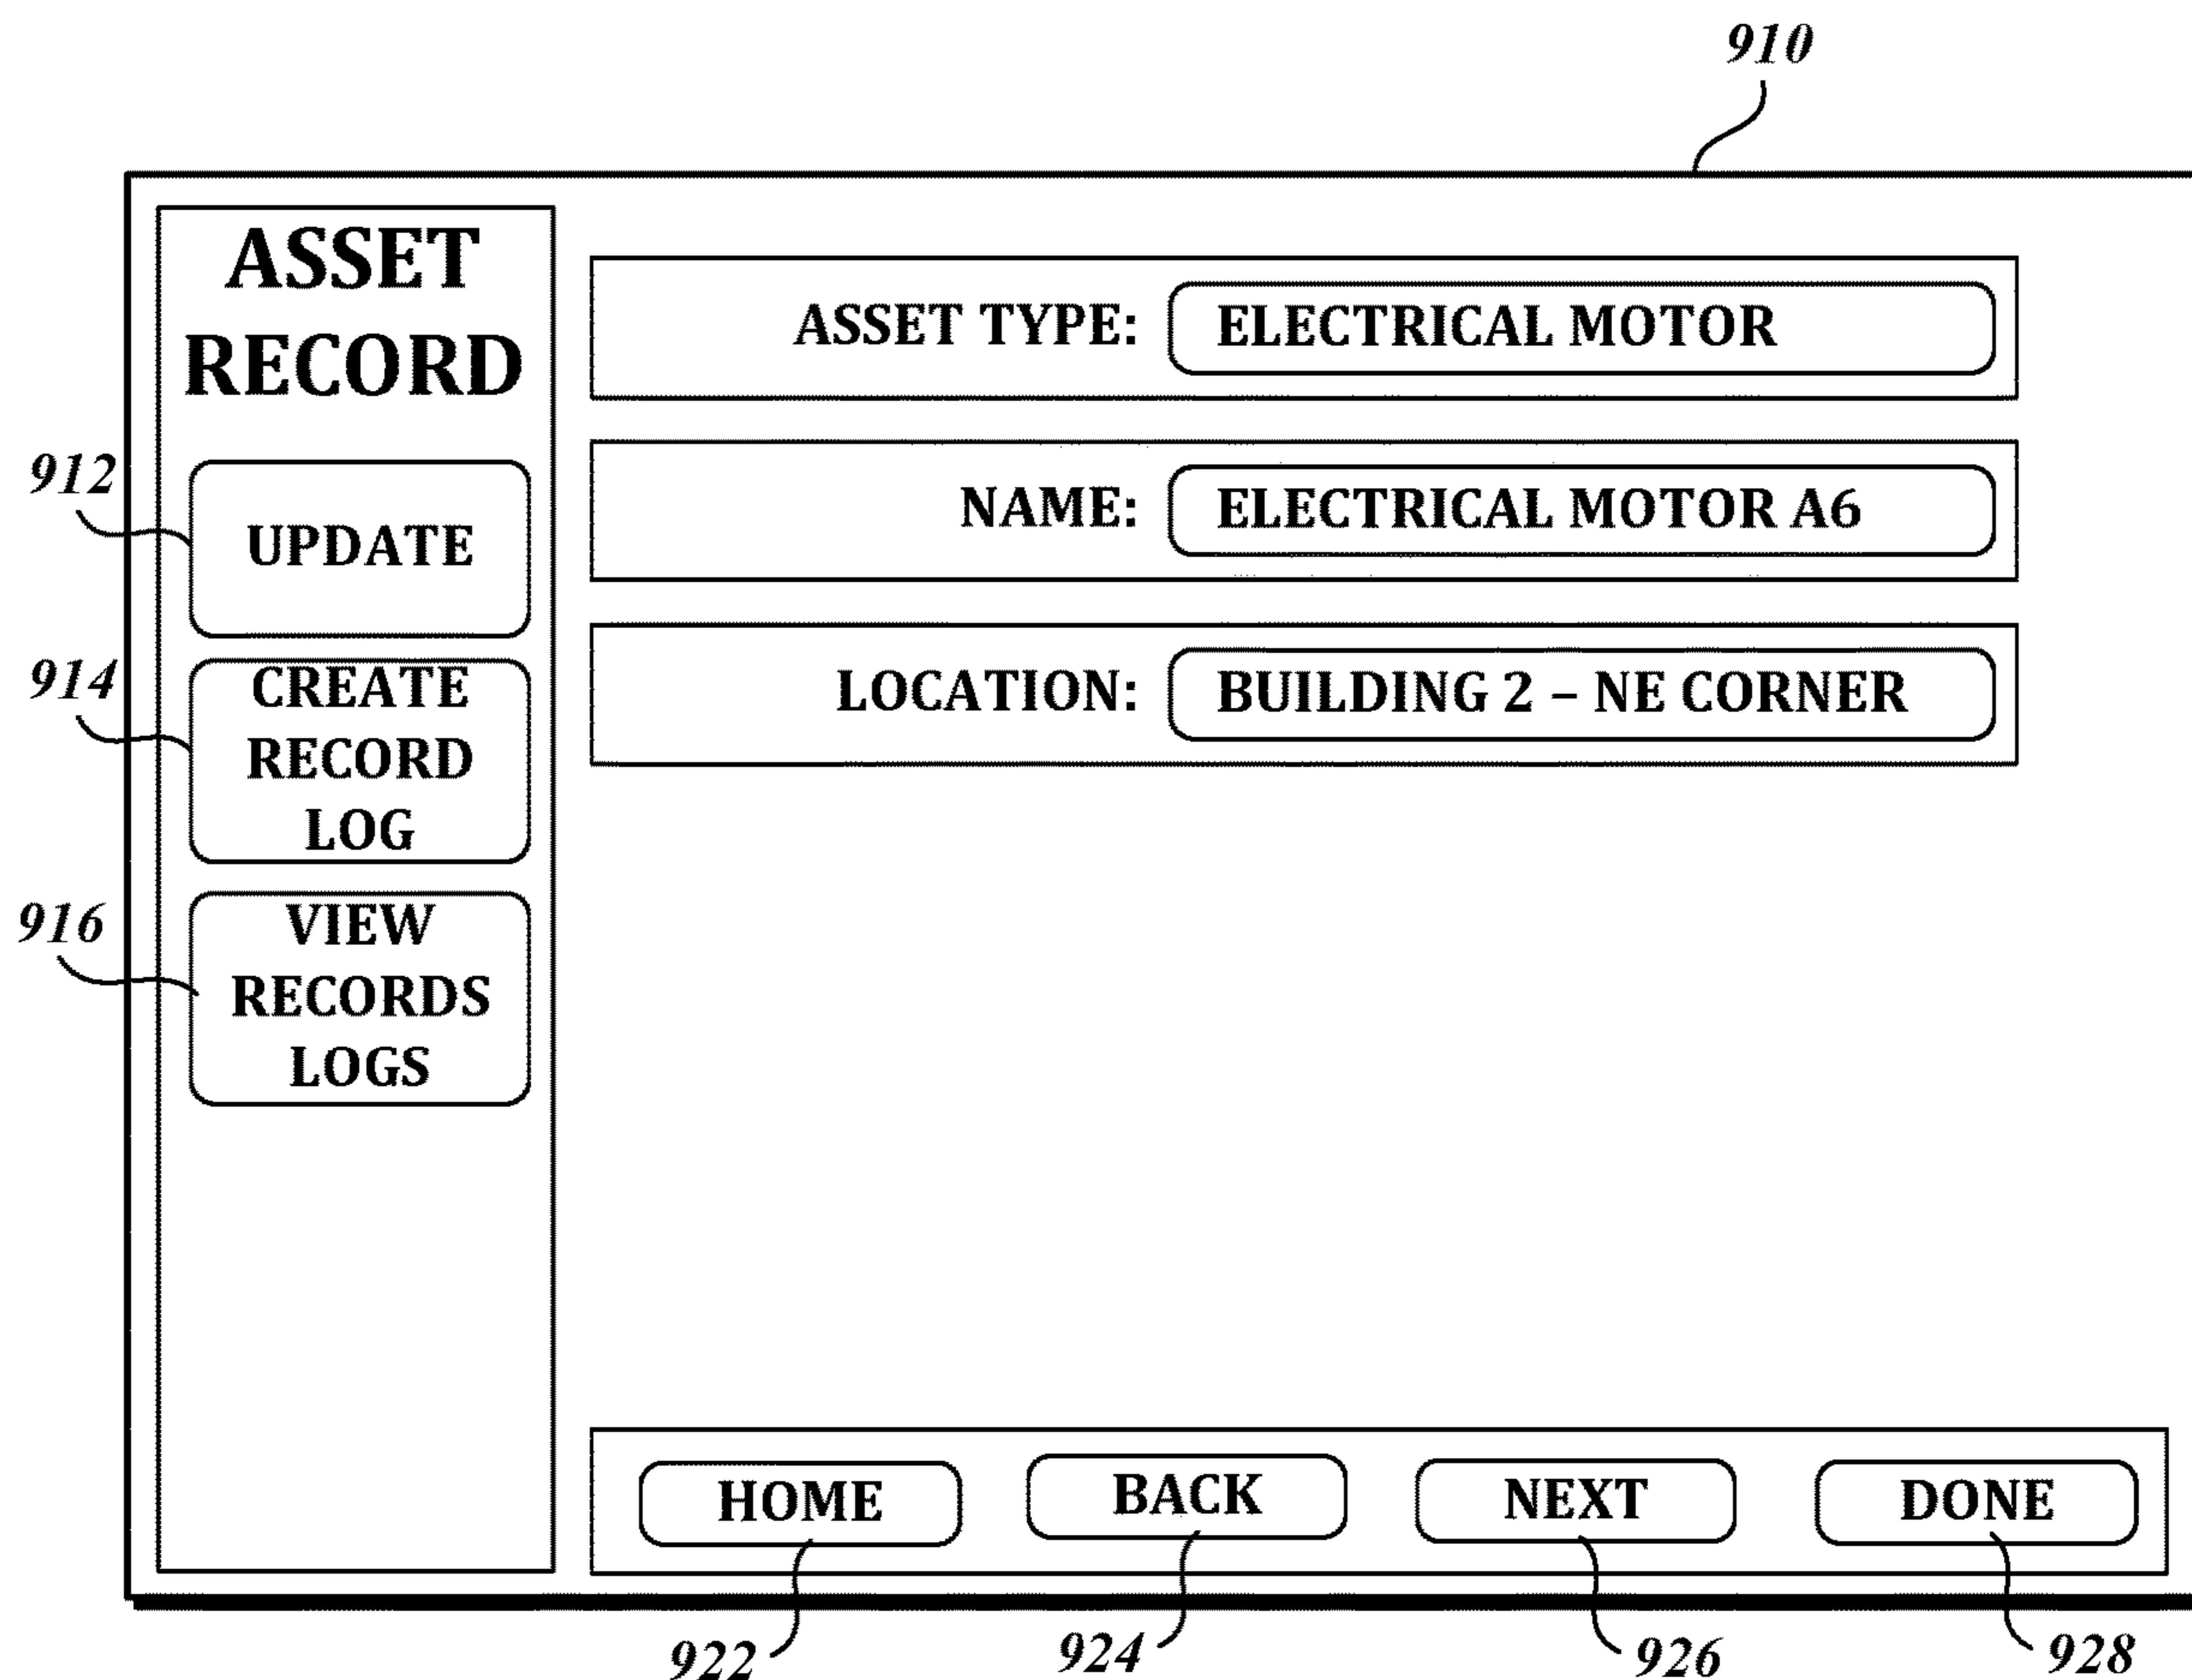 910
ASSET
RECORD
912
UPDATE
914
CREATE
RECORD
LOG
916
VIEW
RECORDS
LOGS
ASSET TYPE: ELECTRICAL MOTOR
NAME: ELECTRICAL MOTOR A6
LOCATION: BUILDING 2 – NE CORNER
HOME BACK NEXT DONE
922 924 926 928